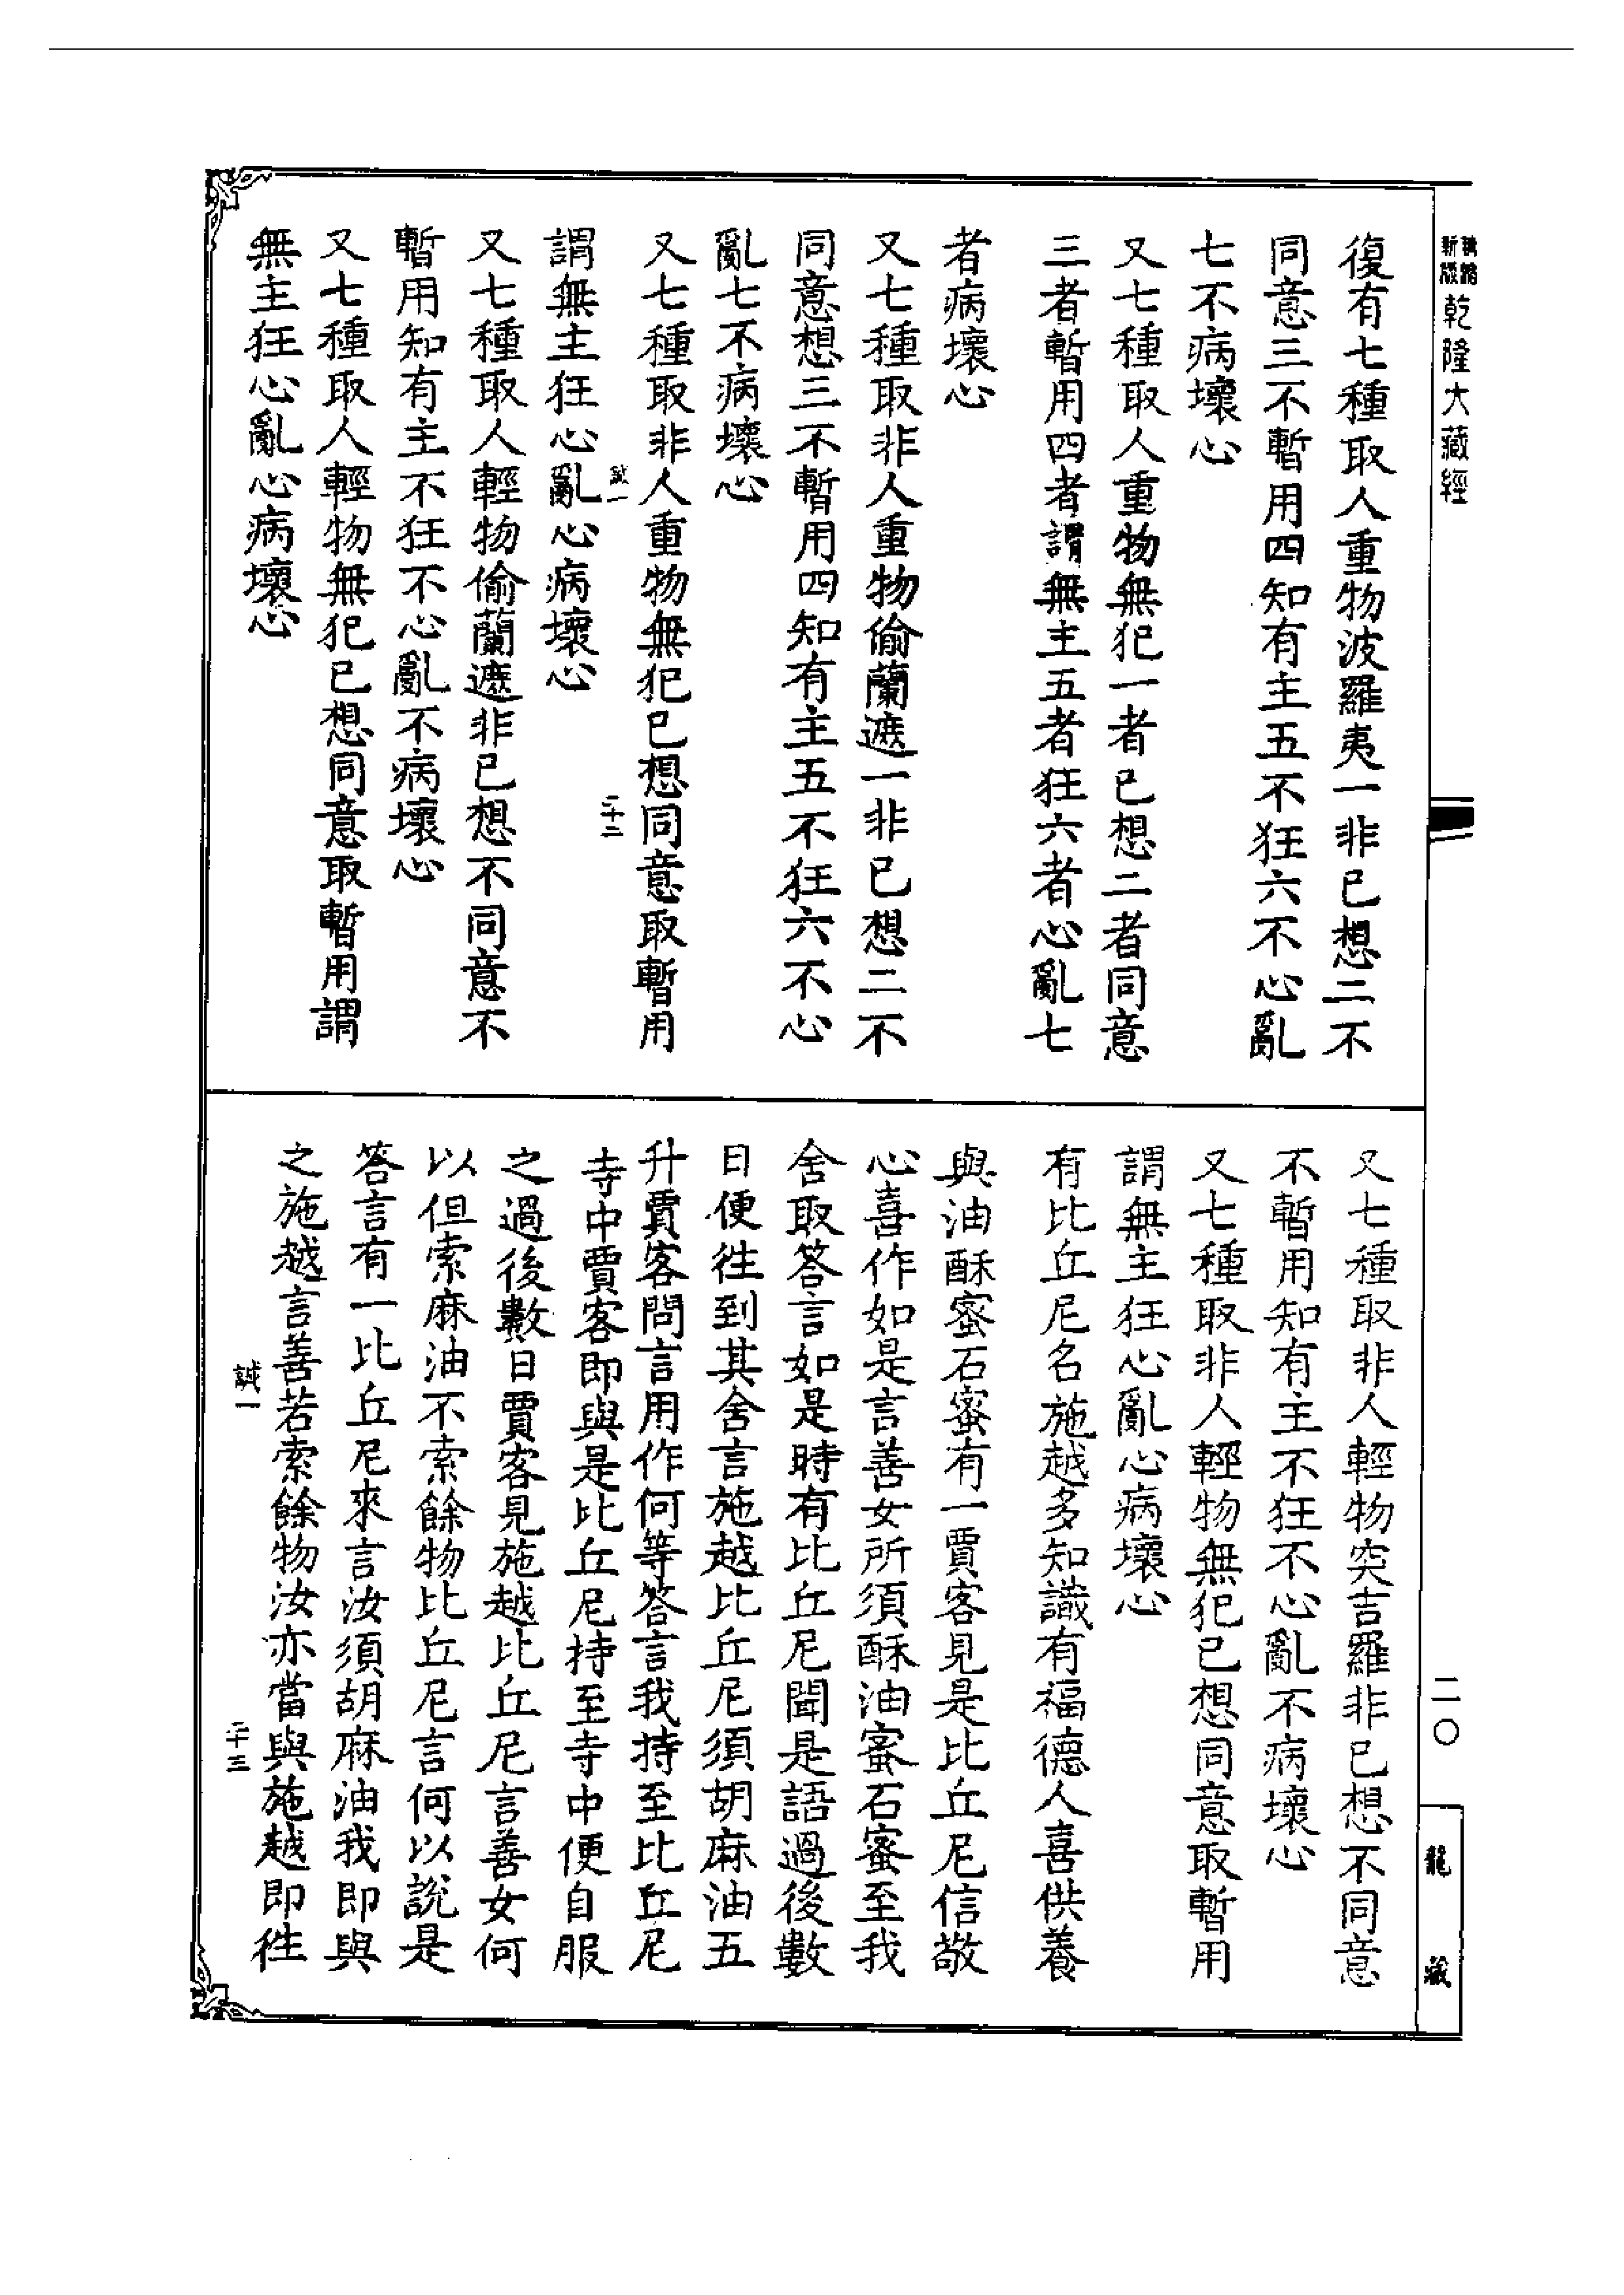 新版
乾隆大藏經
復有七種取人重物波羅夷一非已想二不
同意三不暫用四知有主五不狂六不心亂
七不病壞心
又七種取人重物無犯一者已想二者同意
三者暫用四者謂無主五者狂六者心亂七
者病壞心
又七種取非人重物偷蘭遮一非已想二不
同意想三不暫用四知有主五不狂六不心
亂七不病壞心
又七種取非人重物無犯已想同意取暫用
誠一
二十二
謂無主狂心亂心病壞心
又七種取人輕物偷蘭遮非已想不同意不
暫用知有主不狂不心亂不病壞心
又七種取人輕物無犯已想同意取暫用謂
無主狂心亂心病壞心
又七種取非人輕物突吉羅非已想不同意
不暫用知有主不狂不心亂不病壞心
又七種取非人輕物無犯已想同意取暫用
謂無主狂心亂心病壞心
有比丘尼名施越多知識有福德人喜供養
與油酥蜜石蜜有一賈客見是比丘尼信敬
心喜作如是言善女所須酥油蜜石蜜至我
舍取答言如是時有比丘尼聞是語過後數
日便徃到其舍言施越比丘尼須胡麻油五
升賈客問言用作何等答言我持至比丘尼
寺中賈客即與是比丘尼持至寺中便自服
之過後數日賈客見施越比丘尼言善女何
以但索麻油不索餘物比丘尼言何以說是
答言有一比丘尼來言汝須胡麻油我即與
之施越言善若索餘物汝亦當與施越即徃
誠一
二十三
二〇
龍藏